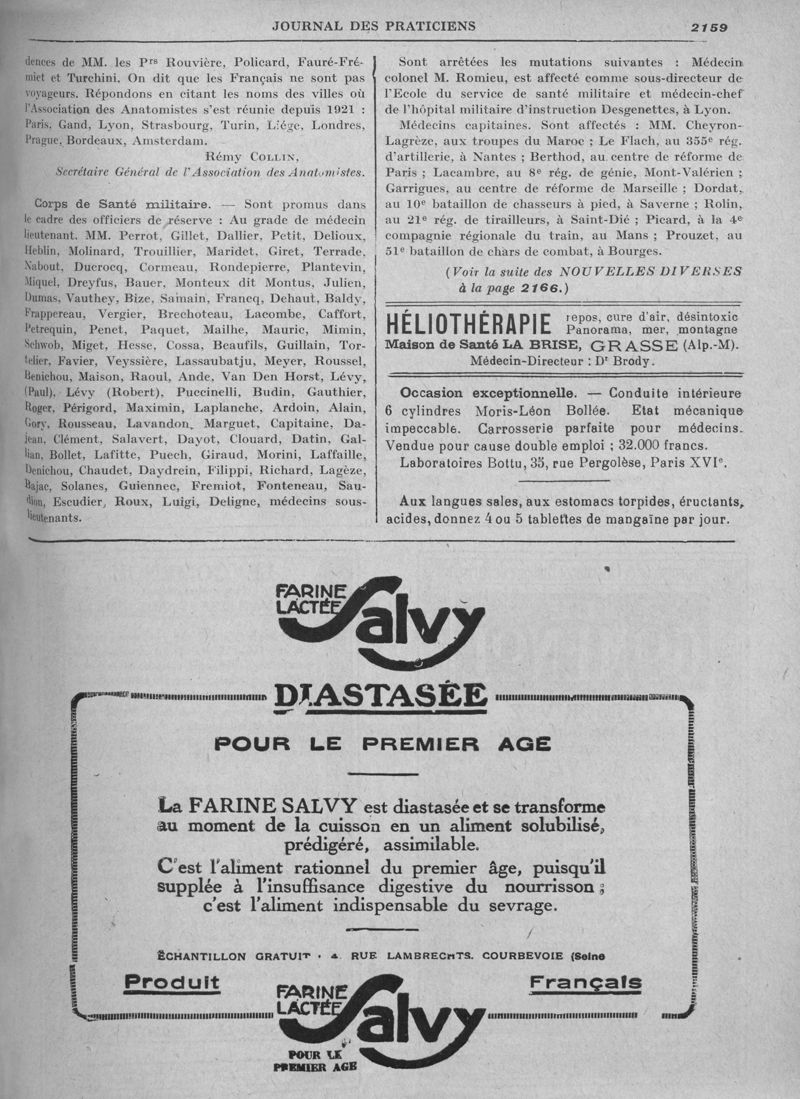 JOURNAL DES PRATICIENS 2159
dences de MM. les Prs Rouvière, Policard, Fauré-Fré-
miet et Turchini. On dit que les Français ne sont pas
voyageurs. Répondons en citant les noms des villes où
l'Association des Anatomistes s'est réunie depuis 1921 :
Paris, Gand, Lyon, Strasbourg, Turin, Liége, Londres,
Prague, Bordeaux, Amsterdam.
Rémy Collin,
Secrétaire Général de l'Association des Anatomistes.
Corps de Santé militaire. — Sont promus dans
le cadre des officiers de réserve : Au grade de médecin
lieutenant. MM. Perrot, Gillet, Dallier, Petit, Delioux,
Heblin, Molinard, Trouillier, Maridet, Giret, Terrade,
Nabout, Ducrocq, Cormeau, Rondepierre, Plantevin,
Miquel, Dreyfus, Bauer, Monteux dit Montus, Julien,
Dumas, Vauthey, Bize, Samain, Francq, Dehaut, Baldy,
Frappereau, Vergier, Brechoteau, Lacombe, Caffort,
Petrequin, Penet, Paquet, Mailhe, Mauric, Mimin,
Schwob, Miget, Hesse, Cossa, Beaufils, Guillain, Tor-
telier, Favier, Veyssière, Lassaubatju, Meyer, Roussel,
Benichou, Maison, Raoul, Ande, Van Den Horst, Lévy,
(Paul), Lévy (Robert), Puccinelli, Budin, Gauthier,
Roger, Périgord, Maximin, Laplanche, Ardoin, Alain,
Gory, Rousseau, Lavandon, Marguet, Capitaine, Da-
jean, Clément, Salavert, Dayot, Clouard, Datin, Gal-
lian, Bollet, Lafitte, Puech, Giraud, Morini, Laffaille,
Denichou, Chaudet, Daydrein, Filippi, Richard, Lagèze,
Bajac, Solanes, Guiennec, Fremiot, Fonteneau, Sau-
dion, Escudier, Roux, Luigi, Deligne, médecins sous-
lieutenants.
Sont arrêtées les mutations suivantes : Médecin
colonel M. Romieu, est affecté comme sous-directeur de
l'Ecole du service de santé militaire et médecin-chef
de l'hôpital militaire d'instruction Desgenettes, à Lyon.
Médecins capitaines. Sont affectés : MM. Cheyron-
Lagrèze, aux troupes du Maroc ; Le Flach, au 355e rég.
d'artillerie, à Nantes ; Berthod, au centre de réforme de
Paris ; Lacambre, au 8e rég. de génie, Mont-Valérien ;
Garrigues, au centre de réforme de Marseille ; Dordat,
au 10e bataillon de chasseurs à pied, à Saverne ; Rolin,
au 21e rég. de tirailleurs, à Saint-Dié ; Picard, à la 4e
compagnie régionale du train, au Mans ; Prouzet, au
51e bataillon de chars de combat, à Bourges.
(Voir la suite des NOUVELLES DIVERSES
à la page 2166.)
HÉLIOTHÉRAPIE repos, cure d'air, désintoxic
Panorama, mer, montagne
Maison de Santé LA BRISE, GRASSE (Alp.-M).
Médecin-Directeur : Dr Brody.
Occasion exceptionnelle. — Conduite intérieure
6 cylindres Moris-Léon Bollée. Etat mécanique
impeccable. Carrosserie parfaite pour médecins.
Vendue pour cause double emploi ; 32.000 francs.
Laboratoires Bottu, 35, rue Pergolèse, Paris XVIe.
Aux langues sales, aux estomacs torpides, éructants,
acides, donnez 4 ou 5 tablettes de mangaïne par jour.
FARINE
LACTÉE
Salvy
DIASTASÉE
POUR LE PREMIER AGE
La FARINE SALVY est diastasée et se transforme
au moment de la cuisson en un aliment solubilisé,
prédigéré, assimilable.
C'est l'aliment rationnel du premier âge, puisqu'il
supplée à l'insuffisance digestive du nourrisson ;
c'est l'aliment indispensable du sevrage.
ÉCHANTILLON GRATUIT • 4 RUE LAMBRECHTS. COURBEVOIE (Seine
Produit
Français
FARINE
LACTÉE
Salvy
POUR LE
PREMIER AGE